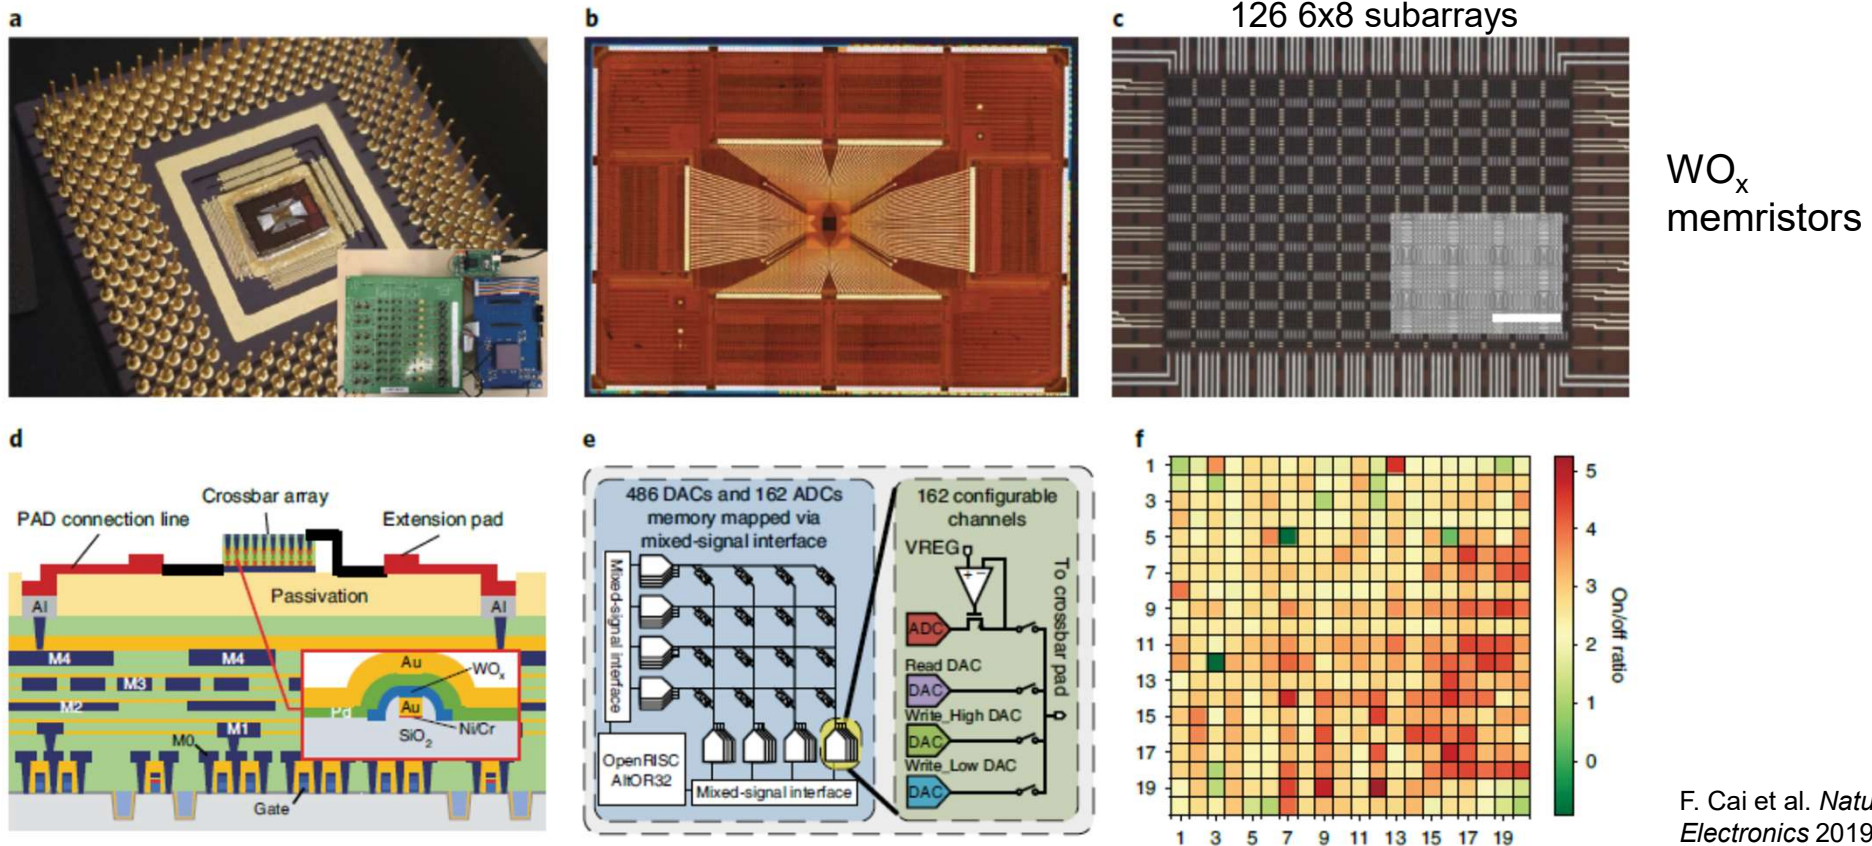 a
b
c
126 6x8 subarrays
WOx
memristors
d
Crossbar array
PAD connection line
Extension pad
Passivation
Al
Al
M4
M4
M3
M2
M1
M0
Au
WOx
Au
Pd
Ni/Cr
SiO2
Gate
e
486 DACs and 162 ADCs
memory mapped via
mixed-signal interface
Mixed-signal interface
OpenRISC
AltOR32
Mixed-signal interface
162 configurable
channels
VREG
+ −
ADC
Read DAC
DAC
Write_High DAC
DAC
Write_Low DAC
DAC
To crossbar pad
f
1
3
5
7
9
11
13
15
17
19
1 3 5 7 9 11 13 15 17 19
5
4
3
2
1
0
On/off ratio
F. Cai et al. Natu
Electronics 2019